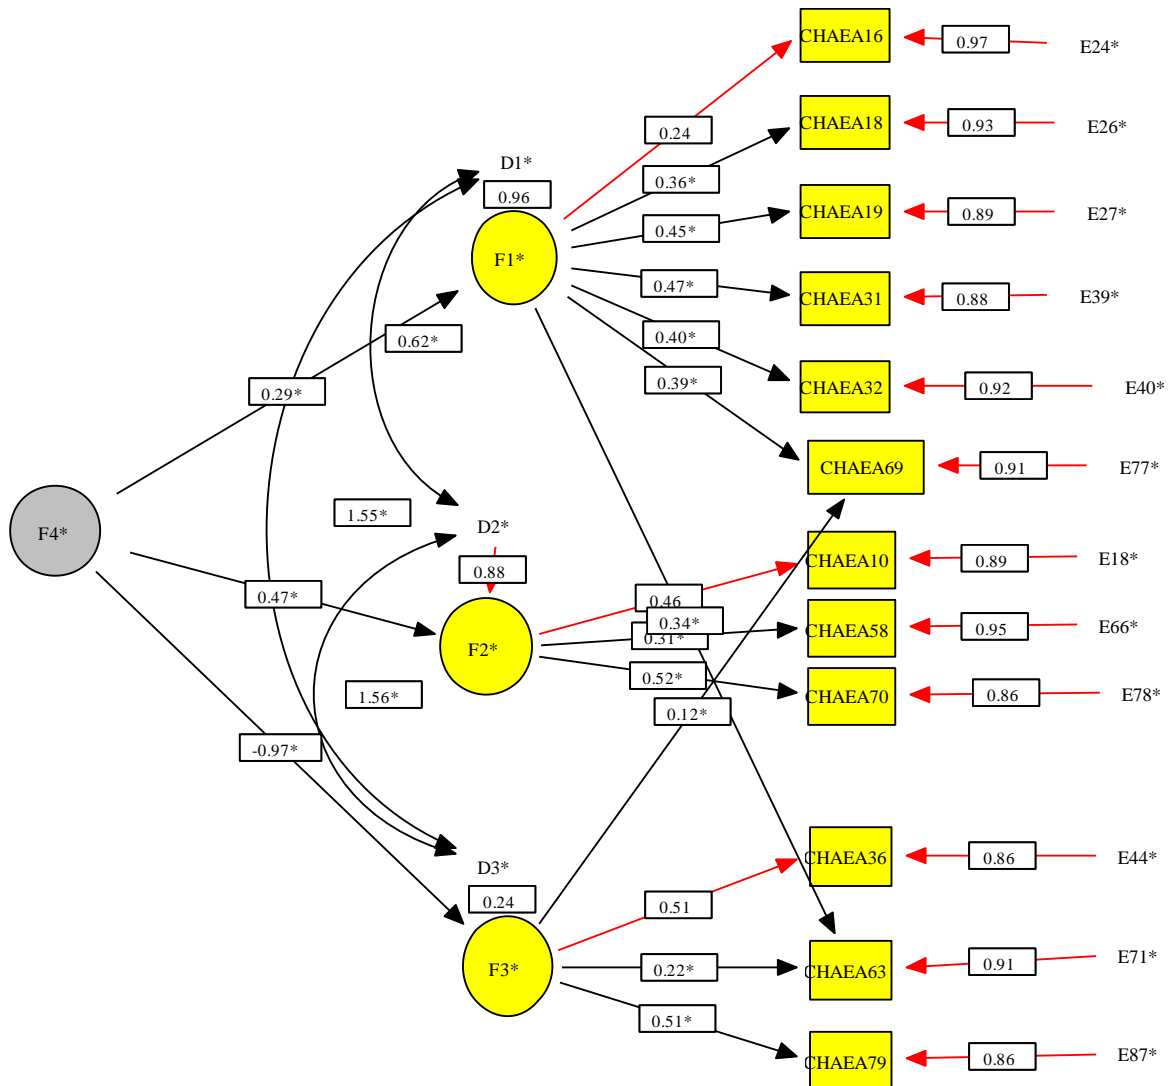 CHAEA16
0.97
E24*
0.24
CHAEA18
0.93
E26*
D1*
0.96
0.36*
CHAEA19
0.89
E27*
0.45*
F1*
0.47*
CHAEA31
0.88
E39*
0.62*
0.40*
0.29*
0.39*
CHAEA32
0.92
E40*
CHAEA69
0.91
E77*
1.55*
D2*
F4*
0.88
CHAEA10
0.89
E18*
0.47*
0.46
0.34*
0.31*
CHAEA58
0.95
E66*
F2*
0.52*
CHAEA70
0.86
E78*
1.56*
0.12*
-0.97*
D3*
0.24
CHAEA36
0.86
E44*
0.51
F3*
0.22*
CHAEA63
0.91
E71*
0.51*
CHAEA79
0.86
E87*